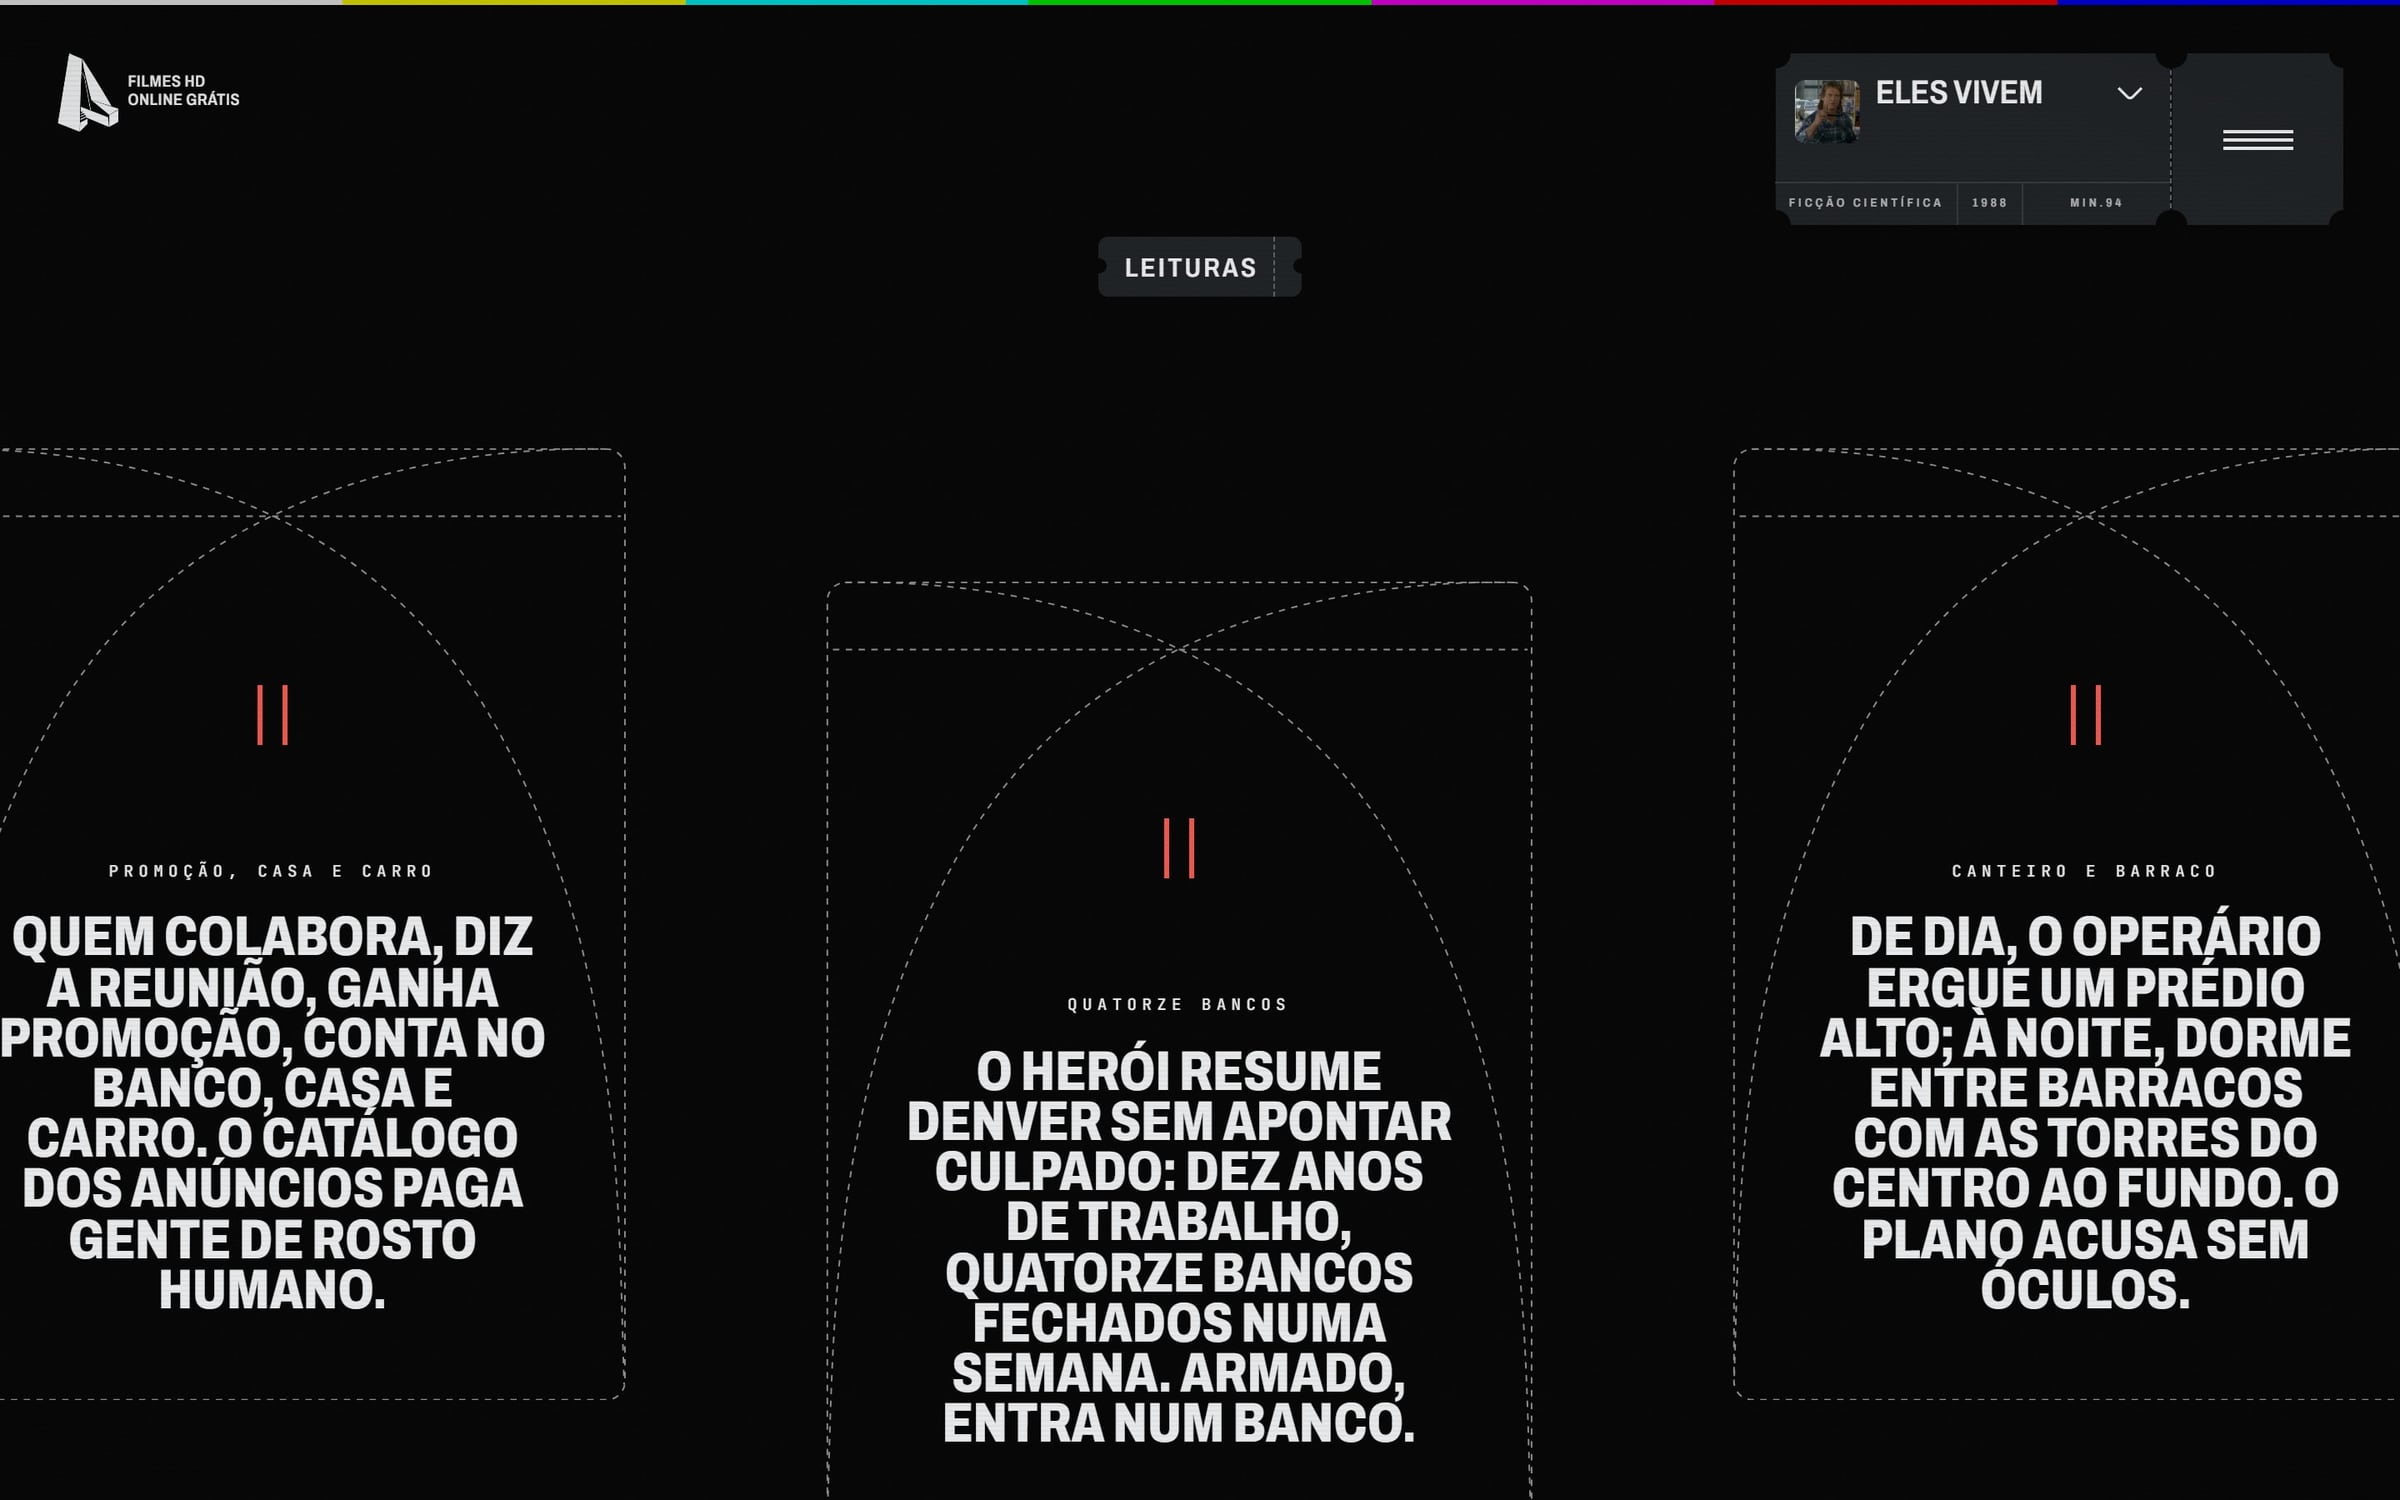 FILMES HD
ONLINE GRÁTIS
ELES VIVEM
FICÇÃO CIENTÍFICA
1988
MIN.94
LEITURAS
PROMOÇÃO, CASA E CARRO
QUEM COLABORA, DIZ
A REUNIÃO, GANHA
PROMOÇÃO, CONTA NO
BANCO, CASA E
CARRO. O CATÁLOGO
DOS ANÚNCIOS PAGA
GENTE DE ROSTO
HUMANO.
QUATORZE BANCOS
O HERÓI RESUME
DENVER SEM APONTAR
CULPADO: DEZ ANOS
DE TRABALHO,
QUATORZE BANCOS
FECHADOS NUMA
SEMANA. ARMADO,
ENTRA NUM BANCO.
CANTEIRO E BARRACO
DE DIA, O OPERÁRIO
ERGUE UM PRÉDIO
ALTO; À NOITE, DORME
ENTRE BARRACOS
COM AS TORRES DO
CENTRO AO FUNDO. O
PLANO ACUSA SEM
ÓCULOS.